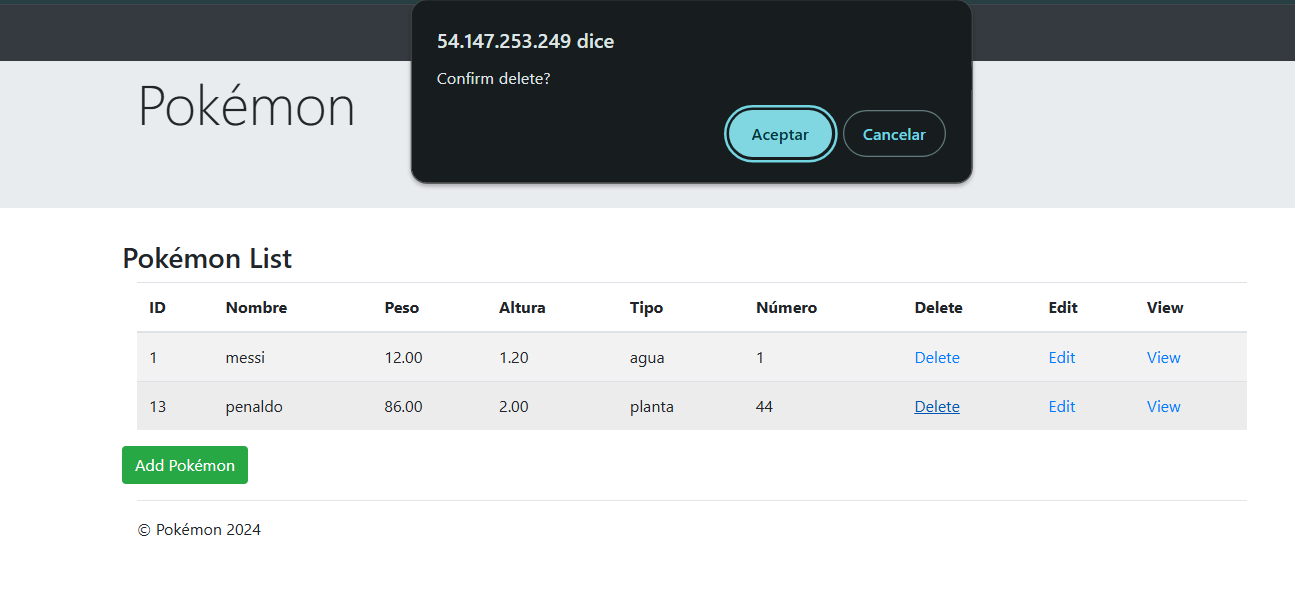 54.147.253.249 dice
Confirm delete?
Aceptar Cancelar
Pokémon
Pokémon List
ID Nombre Peso Altura Tipo Número Delete Edit View
1 messi 12.00 1.20 agua 1 Delete Edit View
13 penaldo 86.00 2.00 planta 44 Delete Edit View
Add Pokémon
© Pokémon 2024